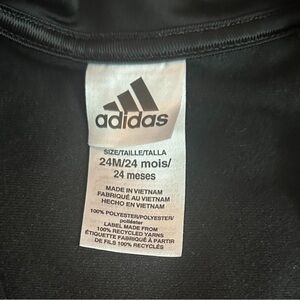 adidas
SIZE/TAILLE/TALLA
24M/24 mois/
24 meses
MADE IN VIETNAM
FABRIQUÉ AU VIETNAM
HECHO EN VIETNAM
100% POLYESTER/POLYESTER/
poliéster
LABEL MADE FROM
100% RECYCLED YARNS
ÉTIQUETTE FABRIQUÉ À PARTIR
DE FILS 100% RECYCLÉS